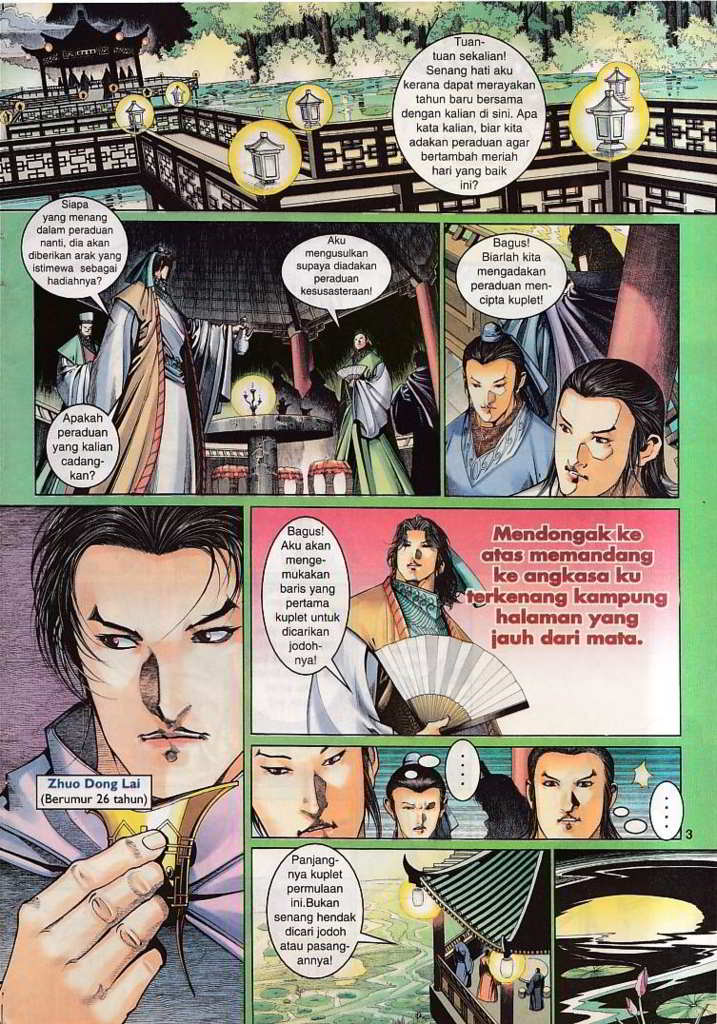 Tuan-
tuan sekalian!
Senang hati aku
kerana dapat merayakan
tahun baru bersama
dengan kalian di sini. Apa
kata kalian, biar kita
adakan peraduan agar
bertambah meriah
hari yang baik
ini?
Siapa
yang menang
dalam peraduan
nanti, dia akan
diberikan arak yang
istimewa sebagai
hadiahnya?
Aku
mengusulkan
supaya diadakan
peraduan
kesusasteraan!
Apakah
peraduan
yang kalian
cadang-
kan?
Bagus!
Biarlah kita
mengadakan
peraduan men-
cipta kuplet!
Zhuo Dong Lai
(Berumur 26 tahun)
Bagus!
Aku akan
menge-
mukakan
baris yang
pertama
kuplet untuk
dicarikan
jodoh-
nya!
Mendongak ke
atas memandang
ke angkasa ku
terkenang kampung
halaman yang
jauh dari mata.
....
....
3
Panjang-
nya kuplet
permulaan
ini.Bukan
senang hendak
dicari jodoh
atau pasang-
annya!